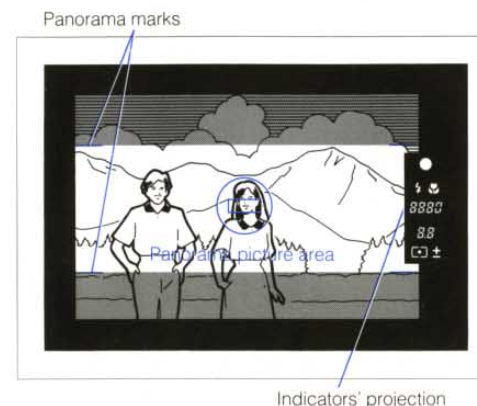 Panorama marks
8880
8.8
±
Panorama picture area
Indicators' projection